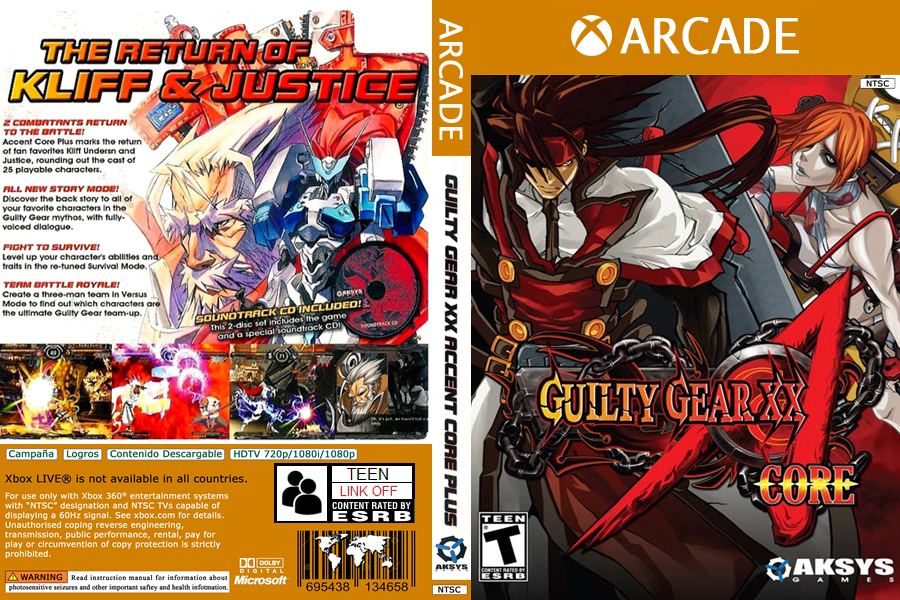 THE RETURN OF
KLIFF & JUSTICE
2 COMBATANTS RETURN
TO THE BATTLE!
Accent Core Plus marks the return
of fan favorites Kliff Undersn and
Justice, rounding out the cast of
25 playable characters.
ALL NEW STORY MODE!
Discover the back story to all of
your favorite characters in the
Guilty Gear mythos, with fully-
voiced dialogue.
FIGHT TO SURVIVE!
Level up your character's abilities and
traits in the re-tuned Survival Mode.
TEAM BATTLE ROYALE!
Create a three-man team in Versus
Mode to find out which characters are
the ultimate Guilty Gear team-up.
AKSYS
SOUNDTRACK CD
SOUNDTRACK CD INCLUDED!
This 2-disc set includes the game
and a special soundtrack CD!
Campaña Logros Contenido Descargable HDTV 720p/1080i/1080p
Xbox LIVE® is not available in all countries.
For use only with Xbox 360® entertainment systems
with "NTSC" designation and NTSC TVs capable of
displaying a 60Hz signal. See xbox.com for details.
Unauthorised coping reverse engineering,
transmission, public performance, rental, pay for
play or circumvention of copy protection is strictly
prohibited.
WARNING Read instruction manual for information about
photosensitive seizures and other important saftey and health infotmation.
DOLBY
DIGITAL
Microsoft
TEEN
LINK OFF
CONTENT RATED BY
ESRB
695438 134658
ARCADE
GUILTY GEAR XX ACCENT CORE PLUS
AKSYS
GAMES
NTSC
ARCADE
NTSC
GUILTY GEAR XX
Λ
CORE
TEEN
T
CONTENT RATED BY
ESRB
AKSYS
GAMES